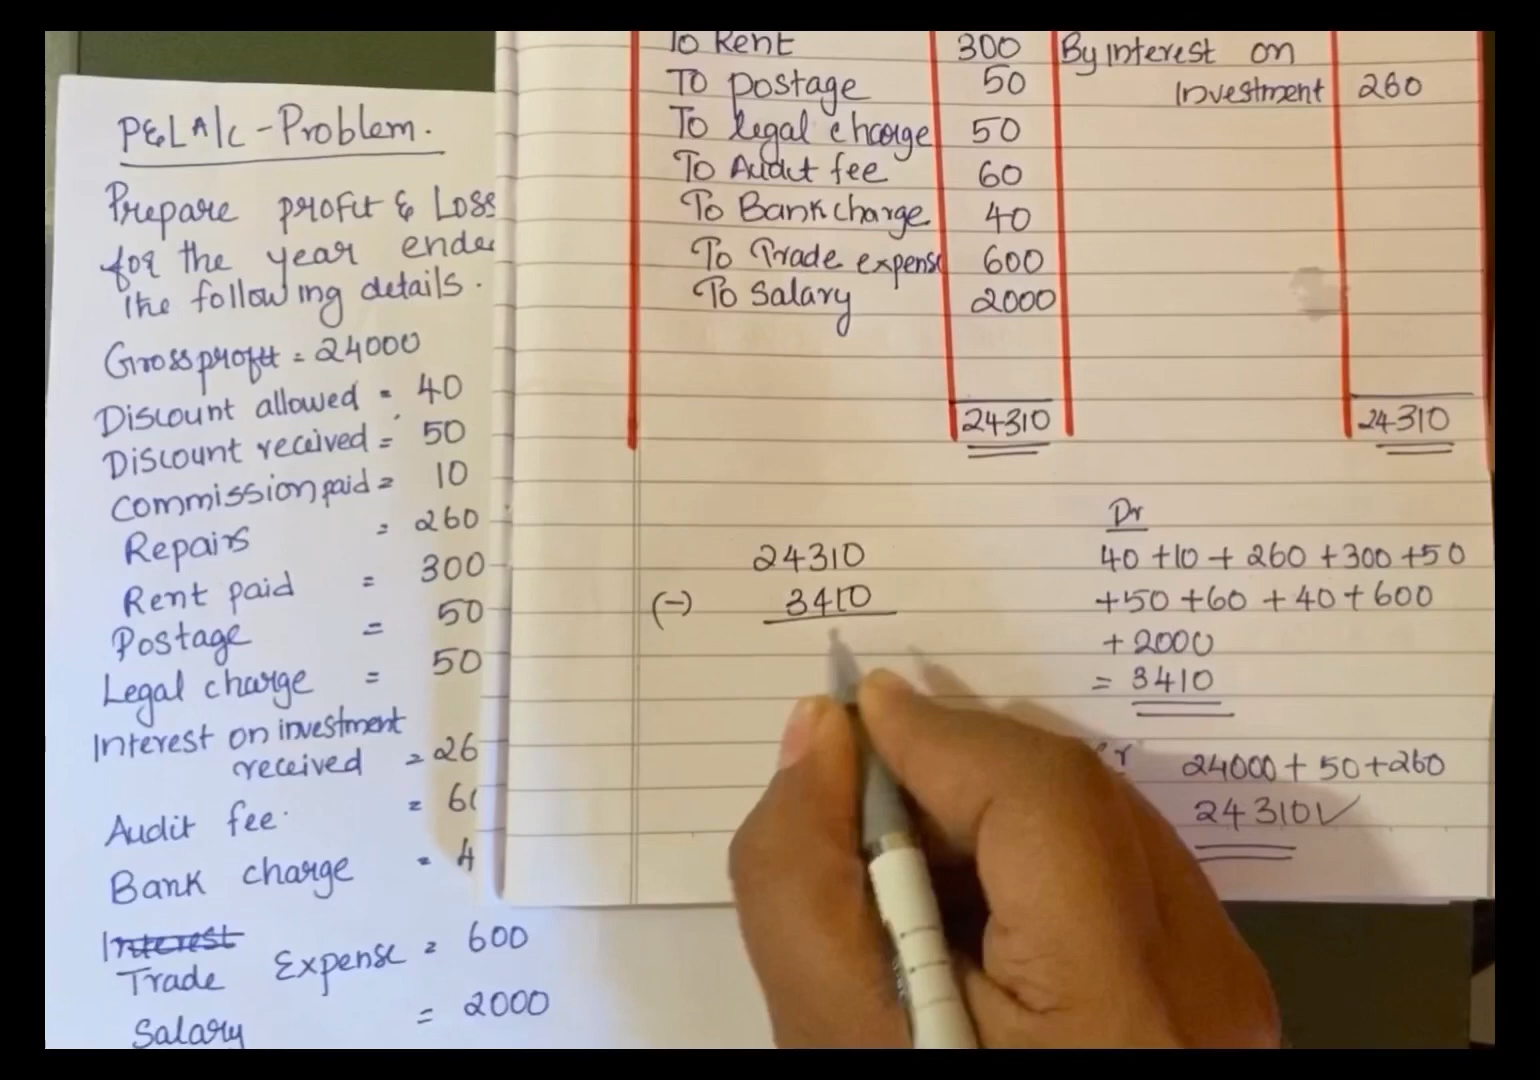 P&L A/c - Problem.
Prepare profit & Loss
for the year ende
the following details.
Gross profit = 24000
Discount allowed = 40
Discount received = 50
Commission paid = 10
Repairs = 260
Rent paid = 300
Postage = 50
Legal charge = 50
Interest on investment
received = 26
Audit fee. = 60
Bank charge = 4
Interest
Trade Expense = 600
Salary = 2000
To Rent 300 By Interest on
To postage 50 Investment 260
To legal charge 50
To Audit fee 60
To Bank charge 40
To Trade expense 600
To Salary 2000
24310 24310
24310
(-) 3410
Dr
40 +10 + 260 +300 +50
+50 +60 + 40 + 600
+ 2000
= 3410
24000 + 50 + 260
24310 ✓